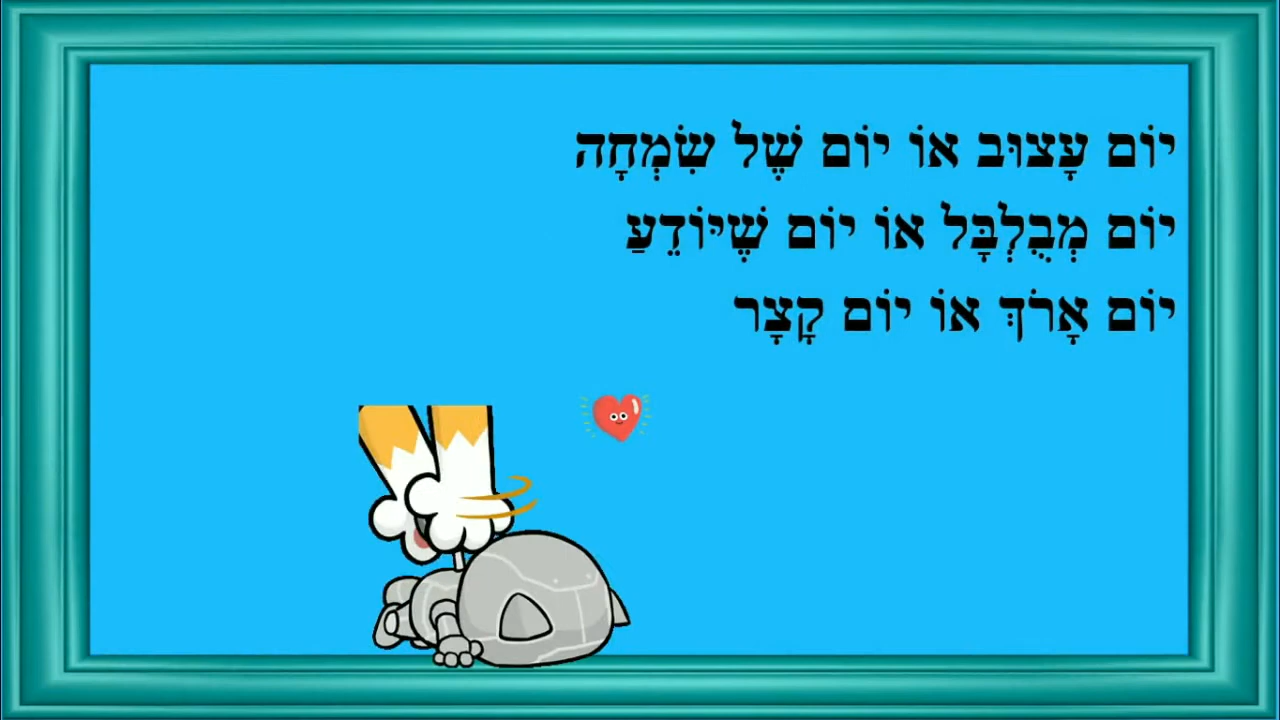 יוֹם עָצוּב אוֹ יוֹם שֶׁל שִׂמְחָה
יוֹם מְבֻלְבָּל אוֹ יוֹם שֶׁיּוֹדֵעַ
יוֹם אָרֹךְ אוֹ יוֹם קָצָר